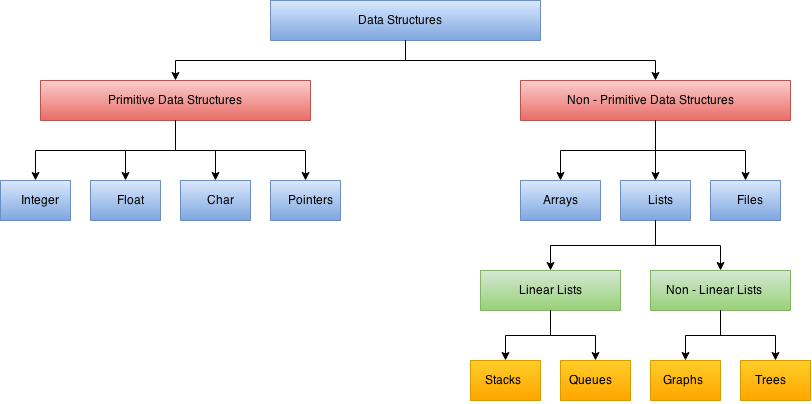 Data Structures
Primitive Data Structures
Non - Primitive Data Structures
Integer
Float
Char
Pointers
Arrays
Lists
Files
Linear Lists
Non - Linear Lists
Stacks
Queues
Graphs
Trees